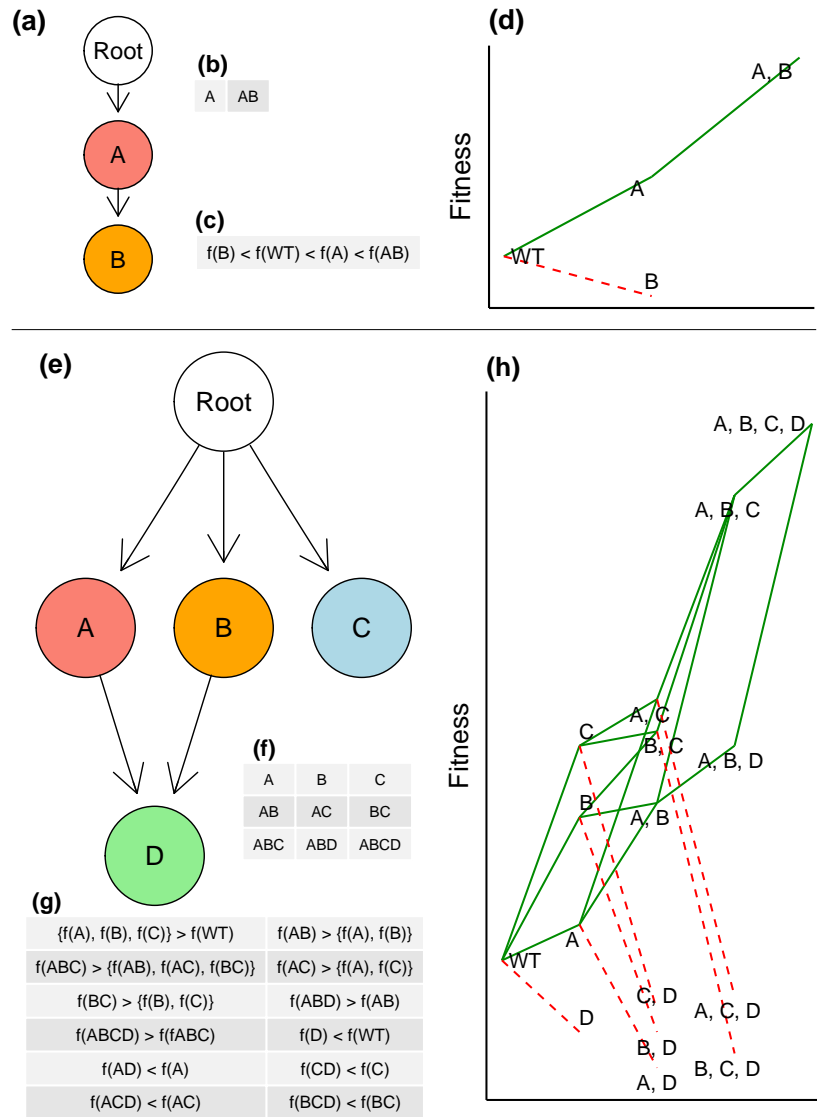 (a)
Root
A
B
(b)
A AB
(c)
f(B) < f(WT) < f(A) < f(AB)
(d)
Fitness
A, B
A
WT
B
(e)
Root
A B C
D
(f)
A B C
AB AC BC
ABC ABD ABCD
(g)
{f(A), f(B), f(C)} > f(WT) f(AB) > {f(A), f(B)}
f(ABC) > {f(AB), f(AC), f(BC)} f(AC) > {f(A), f(C)}
f(BC) > {f(B), f(C)} f(ABD) > f(AB)
f(ABCD) > f(fABC) f(D) < f(WT)
f(AD) < f(A) f(CD) < f(C)
f(ACD) < f(AC) f(BCD) < f(BC)
(h)
Fitness
A, B, C, D
A, B, C
A, C
C
B, C
A, B, D
B
A, B
A
WT
C, D
D
A, C, D
B, D
B, C, D
A, D